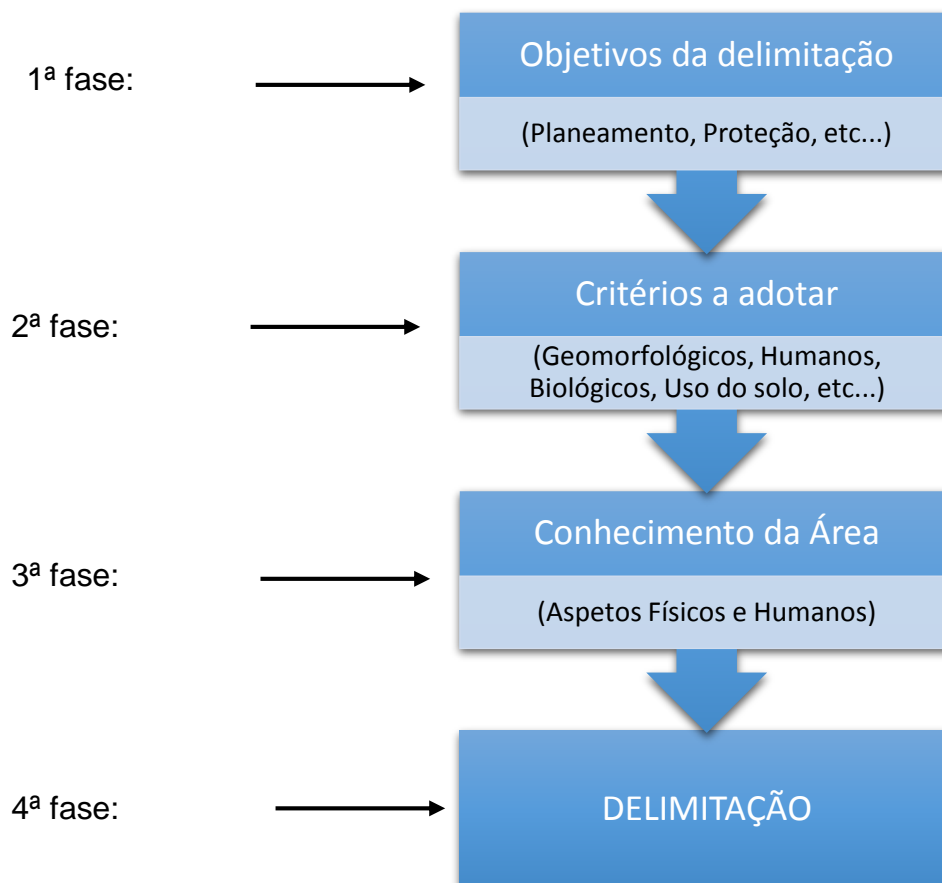 1ª fase:
Objetivos da delimitação
(Planeamento, Proteção, etc...)
2ª fase:
Critérios a adotar
(Geomorfológicos, Humanos,
Biológicos, Uso do solo, etc...)
3ª fase:
Conhecimento da Área
(Aspetos Físicos e Humanos)
4ª fase:
DELIMITAÇÃO